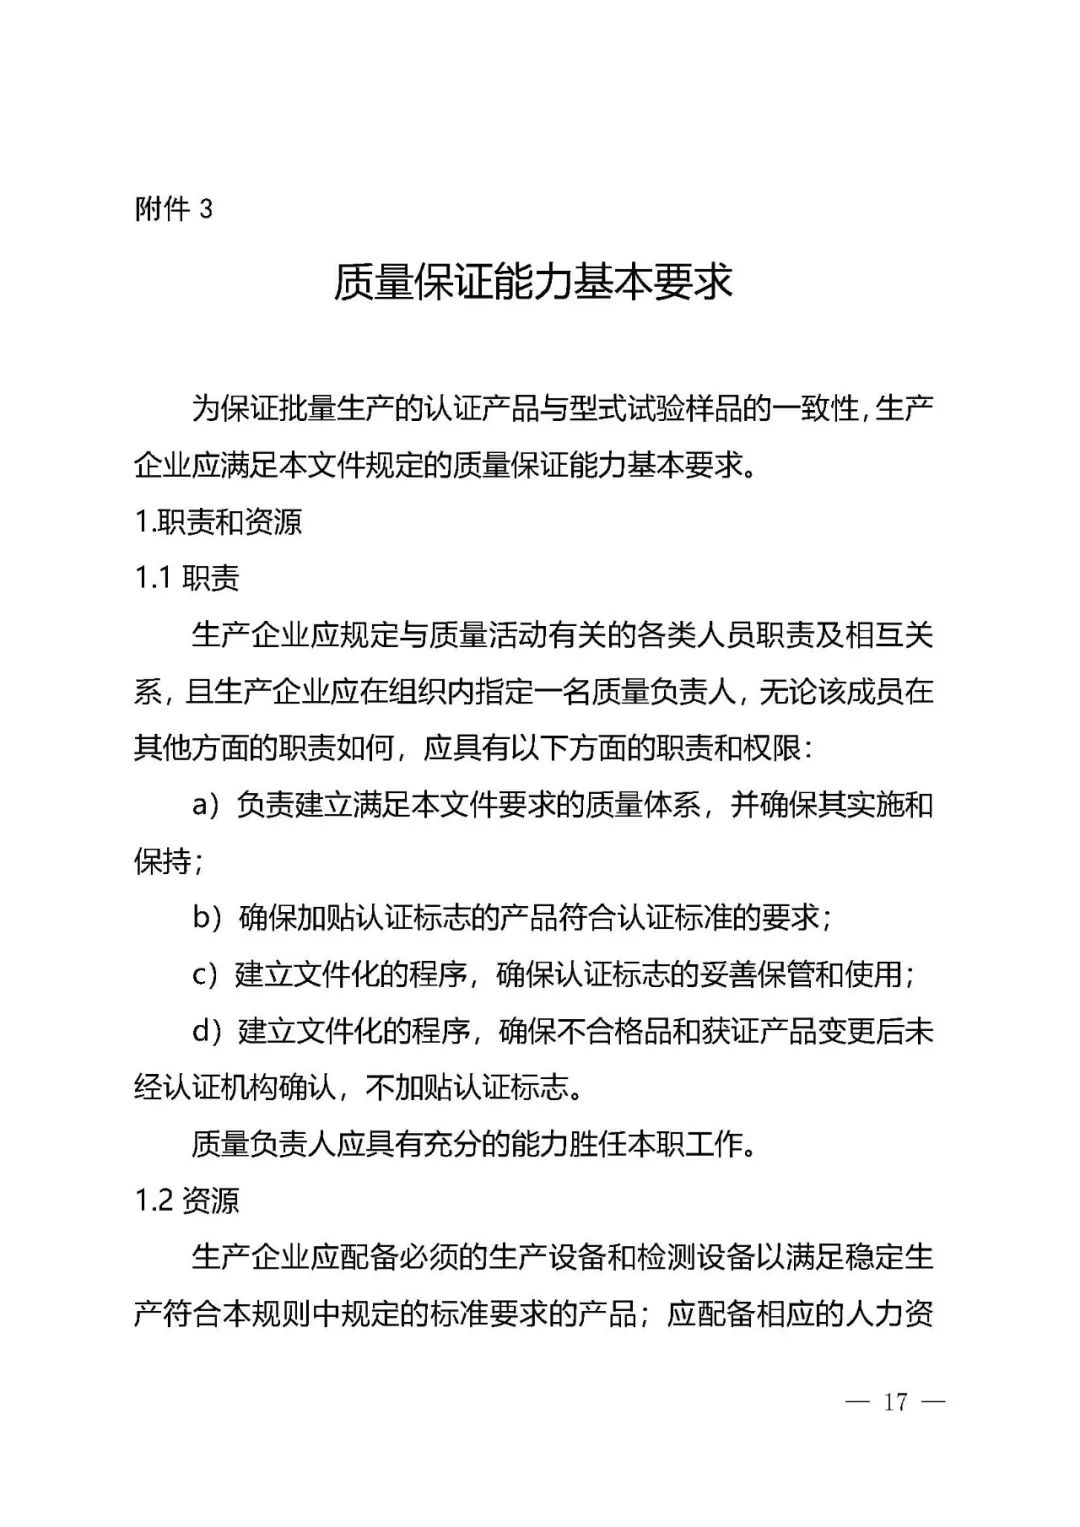 附件 3
质量保证能力基本要求
为保证批量生产的认证产品与型式试验样品的一致性，生产
企业应满足本文件规定的质量保证能力基本要求。
1.职责和资源
1.1 职责
生产企业应规定与质量活动有关的各类人员职责及相互关
系，且生产企业应在组织内指定一名质量负责人，无论该成员在
其他方面的职责如何，应具有以下方面的职责和权限：
a）负责建立满足本文件要求的质量体系，并确保其实施和
保持；
b）确保加贴认证标志的产品符合认证标准的要求；
c）建立文件化的程序，确保认证标志的妥善保管和使用；
d）建立文件化的程序，确保不合格品和获证产品变更后未
经认证机构确认，不加贴认证标志。
质量负责人应具有充分的能力胜任本职工作。
1.2 资源
生产企业应配备必须的生产设备和检测设备以满足稳定生
产符合本规则中规定的标准要求的产品；应配备相应的人力资
— 17 —